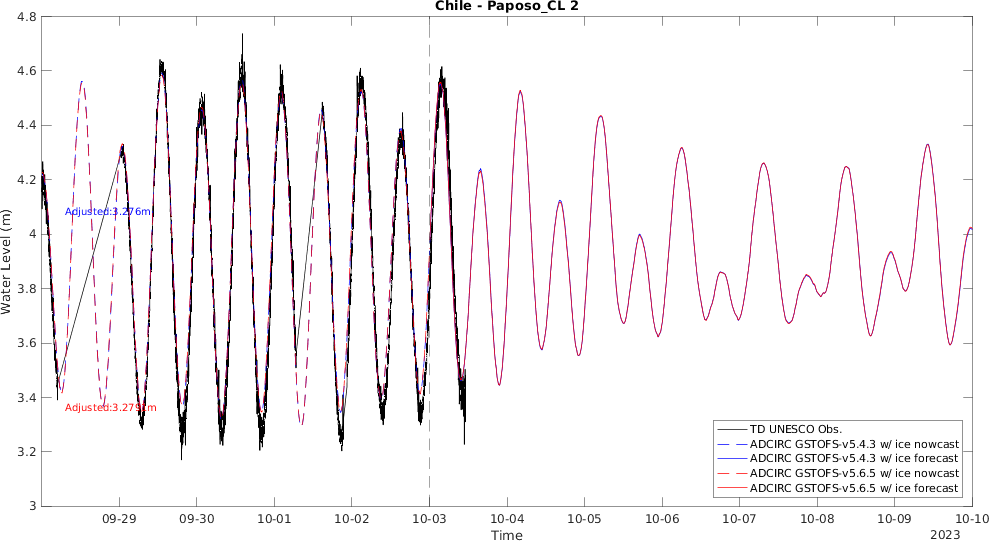 Chile - Paposo_CL 2
4.8
4.6
4.4
4.2
4
3.8
3.6
3.4
3.2
3
Water Level (m)
Adjusted:3.276m
Adjusted:3.2792m
TD UNESCO Obs.
ADCIRC GSTOFS-v5.4.3 w/ ice nowcast
ADCIRC GSTOFS-v5.4.3 w/ ice forecast
ADCIRC GSTOFS-v5.6.5 w/ ice nowcast
ADCIRC GSTOFS-v5.6.5 w/ ice forecast
09-29 09-30 10-01 10-02 10-03 10-04 10-05 10-06 10-07 10-08 10-09 10-10
Time
2023